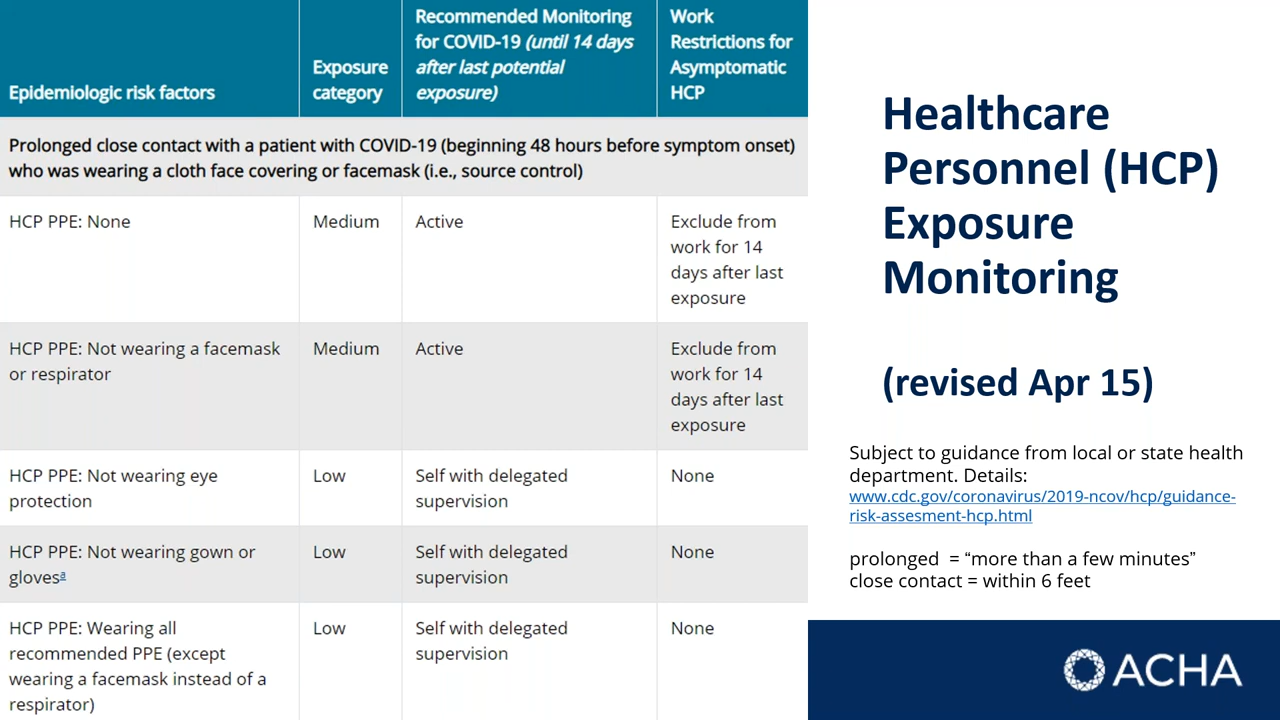 Epidemiologic risk factors
Exposure
category
Recommended Monitoring
for COVID-19 (until 14 days
after last potential
exposure)
Work
Restrictions for
Asymptomatic
HCP
Prolonged close contact with a patient with COVID-19 (beginning 48 hours before symptom onset)
who was wearing a cloth face covering or facemask (i.e., source control)
HCP PPE: None
Medium
Active
Exclude from
work for 14
days after last
exposure
HCP PPE: Not wearing a facemask
or respirator
Medium
Active
Exclude from
work for 14
days after last
exposure
HCP PPE: Not wearing eye
protection
Low
Self with delegated
supervision
None
HCP PPE: Not wearing gown or
glovesa
Low
Self with delegated
supervision
None
HCP PPE: Wearing all
recommended PPE (except
wearing a facemask instead of a
respirator)
Low
Self with delegated
supervision
None
Healthcare
Personnel (HCP)
Exposure
Monitoring
(revised Apr 15)
Subject to guidance from local or state health
department. Details:
www.cdc.gov/coronavirus/2019-ncov/hcp/guidance-
risk-assesment-hcp.html
prolonged = “more than a few minutes”
close contact = within 6 feet
ACHA